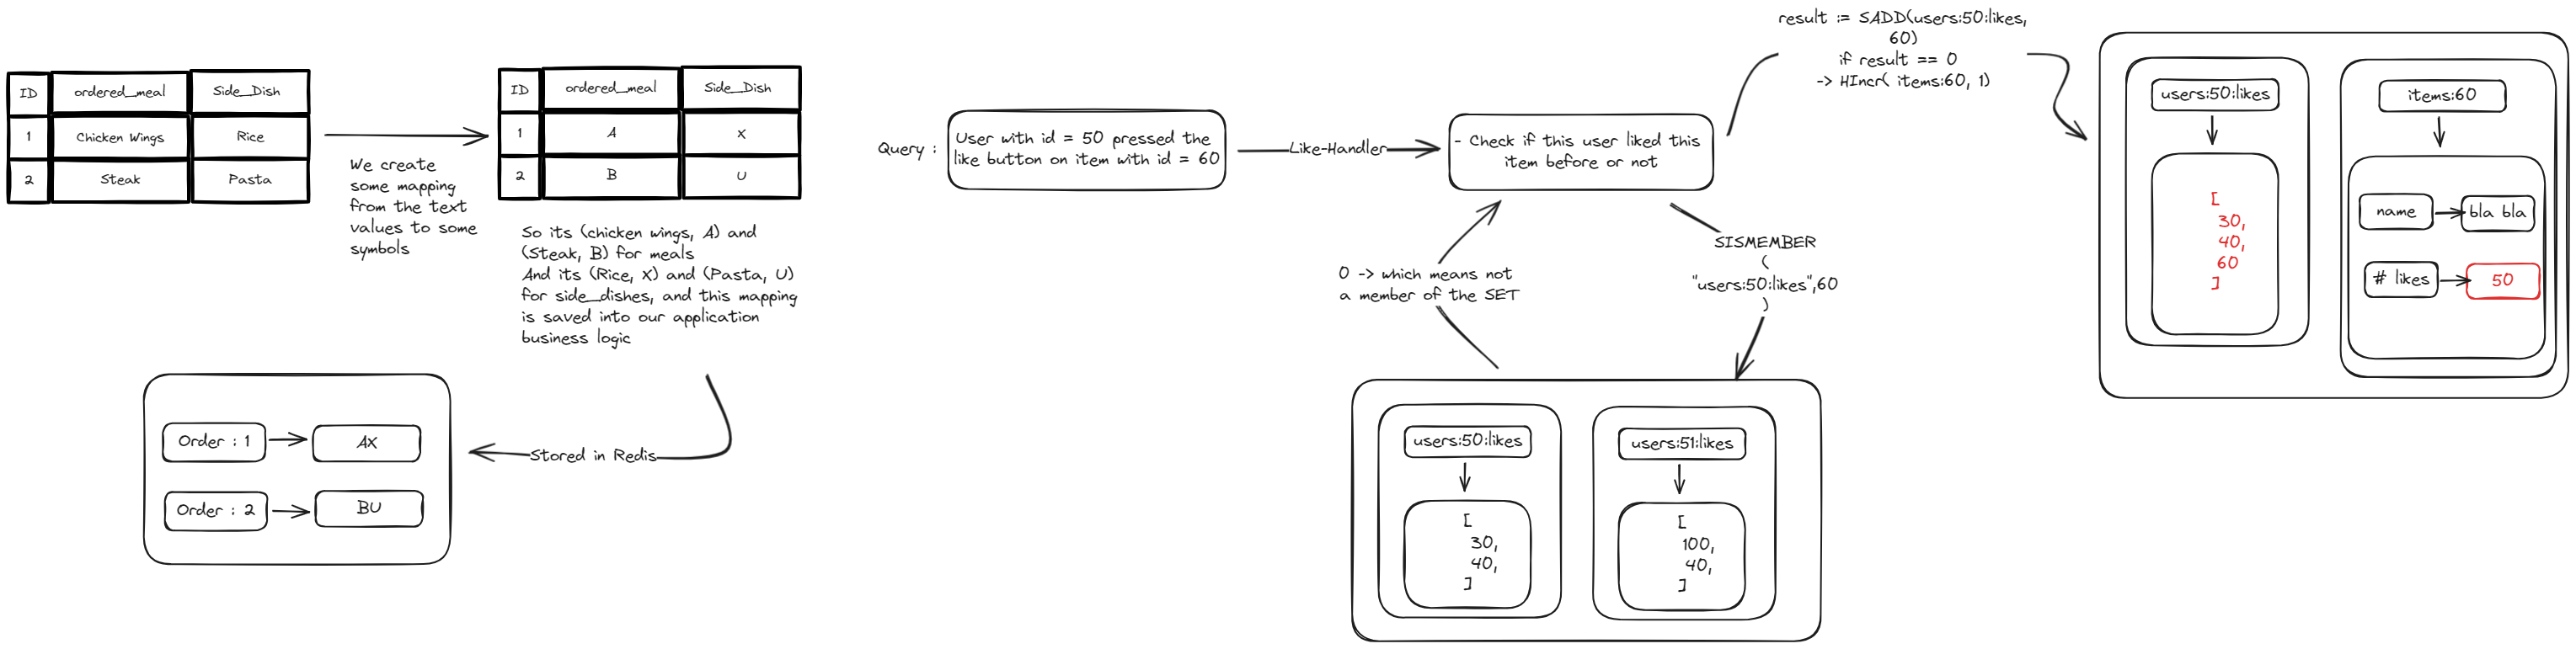 ID ordered_meal Side_Dish
1 Chicken Wings Rice
2 Steak Pasta
We create
some mapping
from the text
values to some
symbols
ID ordered_meal Side_Dish
1 A X
2 B U
So its (chicken wings, A) and
(Steak, B) for meals
And its (Rice, X) and (Pasta, U)
for side_dishes, and this mapping
is saved into our application
business logic
Stored in Redis
Order : 1 AX
Order : 2 BU
Query :
User with id = 50 pressed the
like button on item with id = 60
Like-Handler
- Check if this user liked this
item before or not
SISMEMBER
(
"users:50:likes",60
)
0 -> which means not
a member of the SET
users:50:likes
[
30,
40,
]
users:51:likes
[
100,
40,
]
result := SADD(users:50:likes,
60)
if result == 0
-> HIncr( items:60, 1)
users:50:likes
[
30,
40,
60
]
items:60
name bla bla
# likes 50